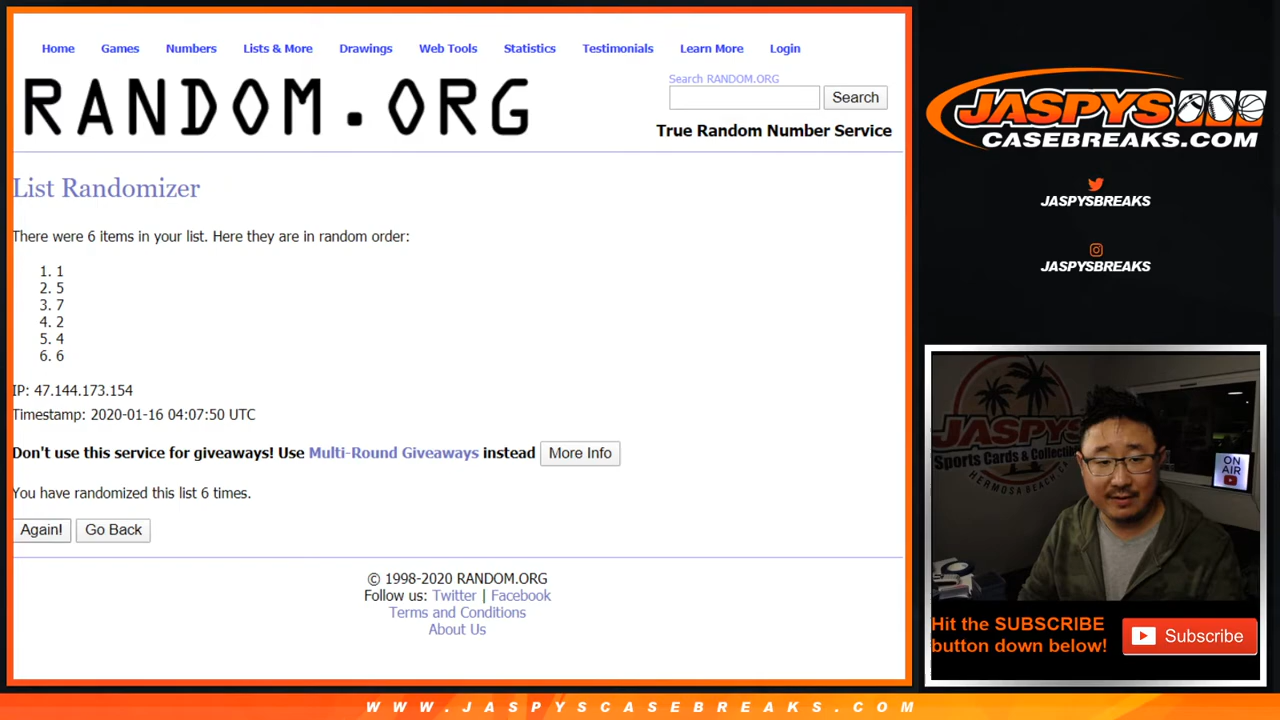 Home Games Numbers Lists & More Drawings Web Tools Statistics Testimonials Learn More Login
RANDOM.ORG
Search RANDOM.ORG
Search
True Random Number Service
List Randomizer
There were 6 items in your list. Here they are in random order:
1. 1
2. 5
3. 7
4. 2
5. 4
6. 6
IP: 47.144.173.154
Timestamp: 2020-01-16 04:07:50 UTC
Don't use this service for giveaways! Use Multi-Round Giveaways instead More Info
You have randomized this list 6 times.
Again! Go Back
© 1998-2020 RANDOM.ORG
Follow us: Twitter | Facebook
Terms and Conditions
About Us
JASPYS
CASEBREAKS.COM
JASPYSBREAKS
JASPYSBREAKS
JASPYS
Sports Cards & Collectibl
HERMOSA BEACH, CA
ON
AIR
Hit the SUBSCRIBE
button down below!
Subscribe
WWW.JASPYSCASEBREAKS.COM